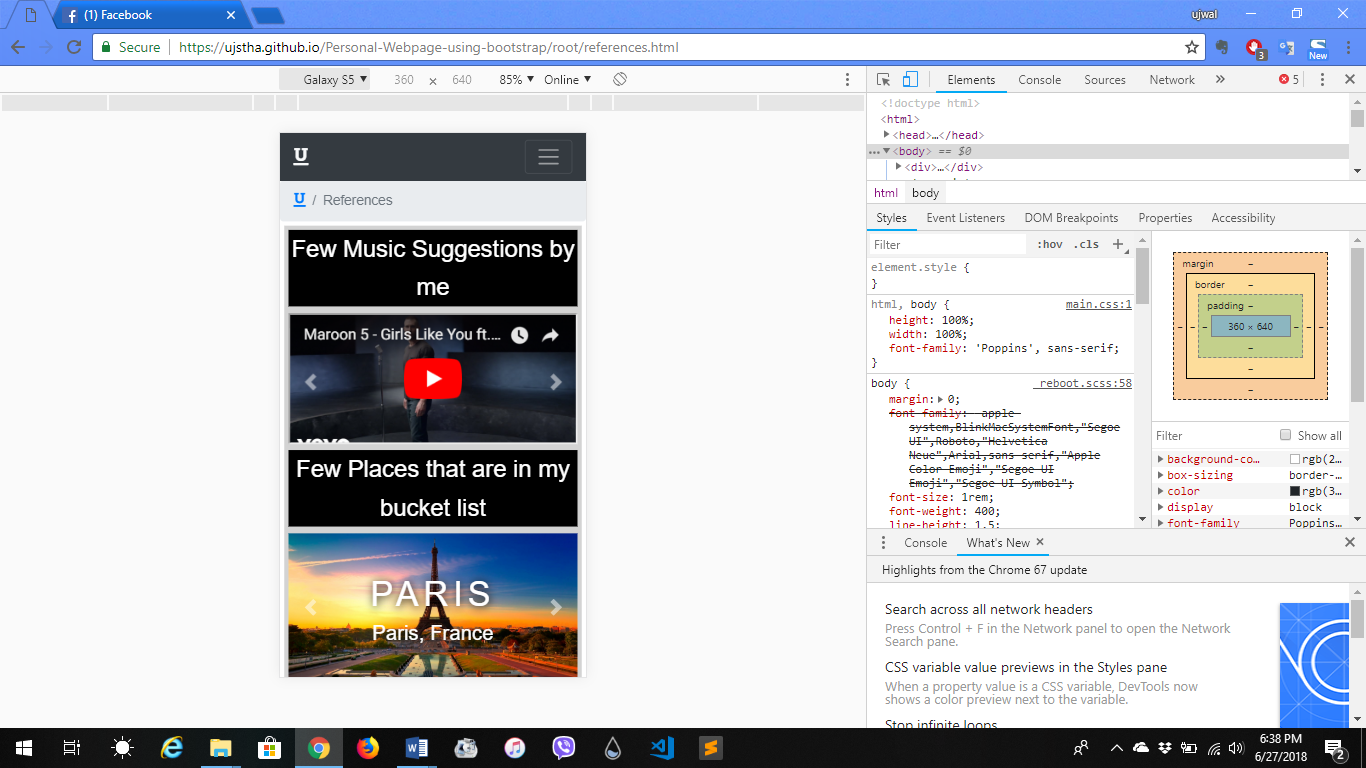 (1) Facebook
ujwal
Secure
https://ujstha.github.io/Personal-Webpage-using-bootstrap/root/references.html
3
New
Galaxy S5 ▼ 360 × 640 85% ▼ Online ▼
Elements Console Sources Network » 5
<!doctype html>
<html>
<head>…</head>
…<body> == $0
<div>…</div>
html body
Styles Event Listeners DOM Breakpoints Properties Accessibility
Filter :hov .cls +
element.style {
}
html, body { main.css:1
height: 100%;
width: 100%;
font-family: 'Poppins', sans-serif;
}
body { _reboot.scss:58
margin: 0;
font-family: -apple-
system,BlinkMacSystemFont,"Segoe
UI",Roboto,"Helvetica
Neue",Arial,sans-serif,"Apple
Color Emoji","Segoe UI
Emoji","Segoe UI Symbol";
font-size: 1rem;
font-weight: 400;
line-height: 1.5;
margin –
border –
padding –
– – – 360 × 640 – – –
–
–
–
Filter Show all
background-co… rgb(2…
box-sizing border-…
color rgb(3…
display block
font-family Poppins…
Console What's New ×
Highlights from the Chrome 67 update
Search across all network headers
Press Control + F in the Network panel to open the Network
Search pane.
CSS variable value previews in the Styles pane
When a property value is a CSS variable, DevTools now
shows a color preview next to the variable.
Stop infinite loops
U
U / References
Few Music Suggestions by
me
Maroon 5 - Girls Like You ft.…
vevo
Few Places that are in my
bucket list
PARIS
Paris, France
6:38 PM
6/27/2018
2